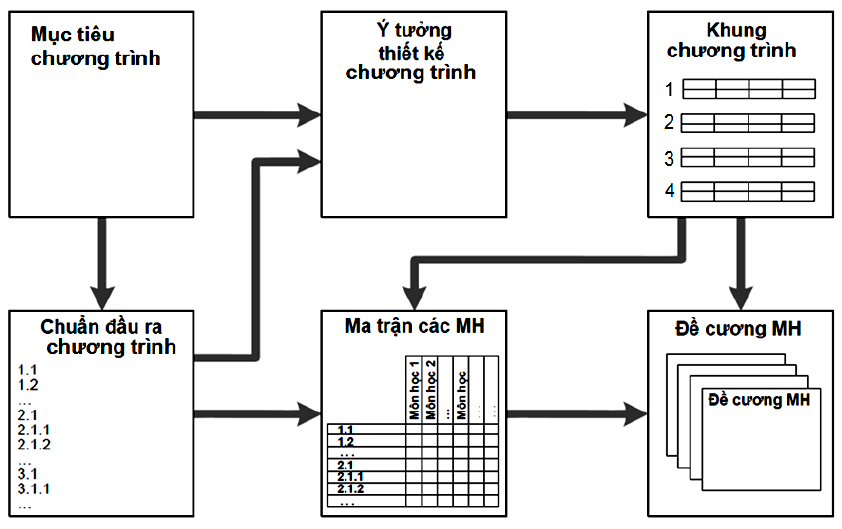 Mục tiêu
chương trình
Ý tưởng
thiết kế
chương trình
Khung
chương trình
1
2
3
4
Chuẩn đầu ra
chương trình
1.1
1.2
...
2.1
2.1.1
2.1.2
...
3.1
3.1.1
...
Ma trận các MH
Môn học 1
Môn học 2
...
Môn học
...
...
1.1
1.2
...
2.1
2.1.1
2.1.2
...
Đề cương MH
Đề cương MH